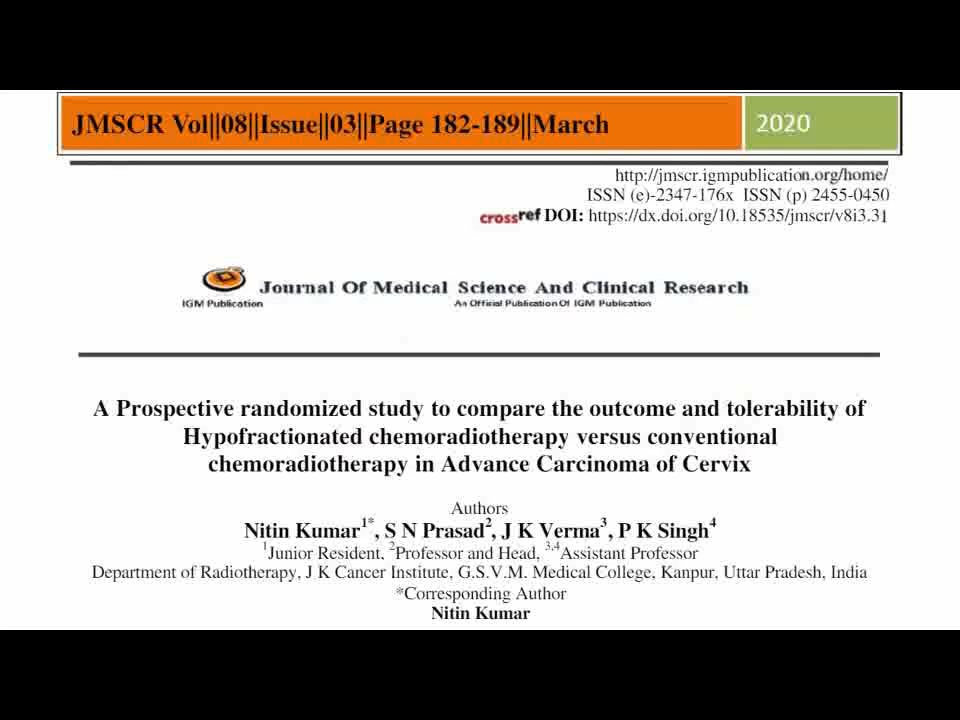 JMSCR Vol||08||Issue||03||Page 182-189||March
2020
http://jmscr.igmpublication.org/home/
ISSN (e)-2347-176x ISSN (p) 2455-0450
crossref DOI: https://dx.doi.org/10.18535/jmscr/v8i3.31
Journal Of Medical Science And Clinical Research
IGM Publication
An Official Publication Of IGM Publication
A Prospective randomized study to compare the outcome and tolerability of
Hypofractionated chemoradiotherapy versus conventional
chemoradiotherapy in Advance Carcinoma of Cervix
Authors
Nitin Kumar1*, S N Prasad2, J K Verma3, P K Singh4
1Junior Resident, 2Professor and Head, 3,4Assistant Professor
Department of Radiotherapy, J K Cancer Institute, G.S.V.M. Medical College, Kanpur, Uttar Pradesh, India
*Corresponding Author
Nitin Kumar